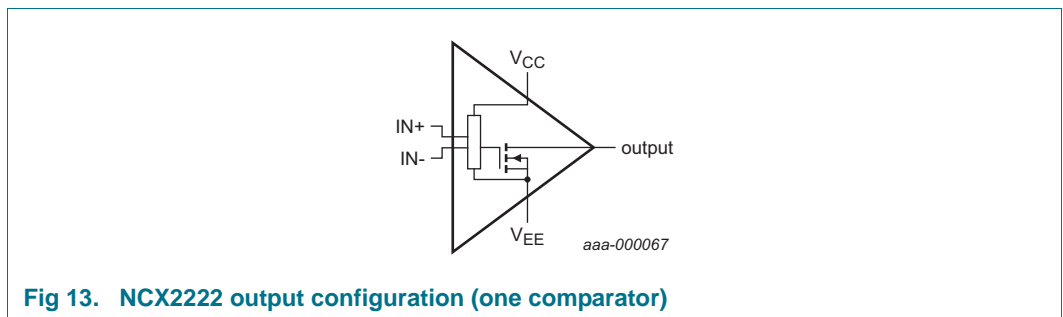 VCC
IN+
IN-
output
VEE
aaa-000067
Fig 13. NCX2222 output configuration (one comparator)